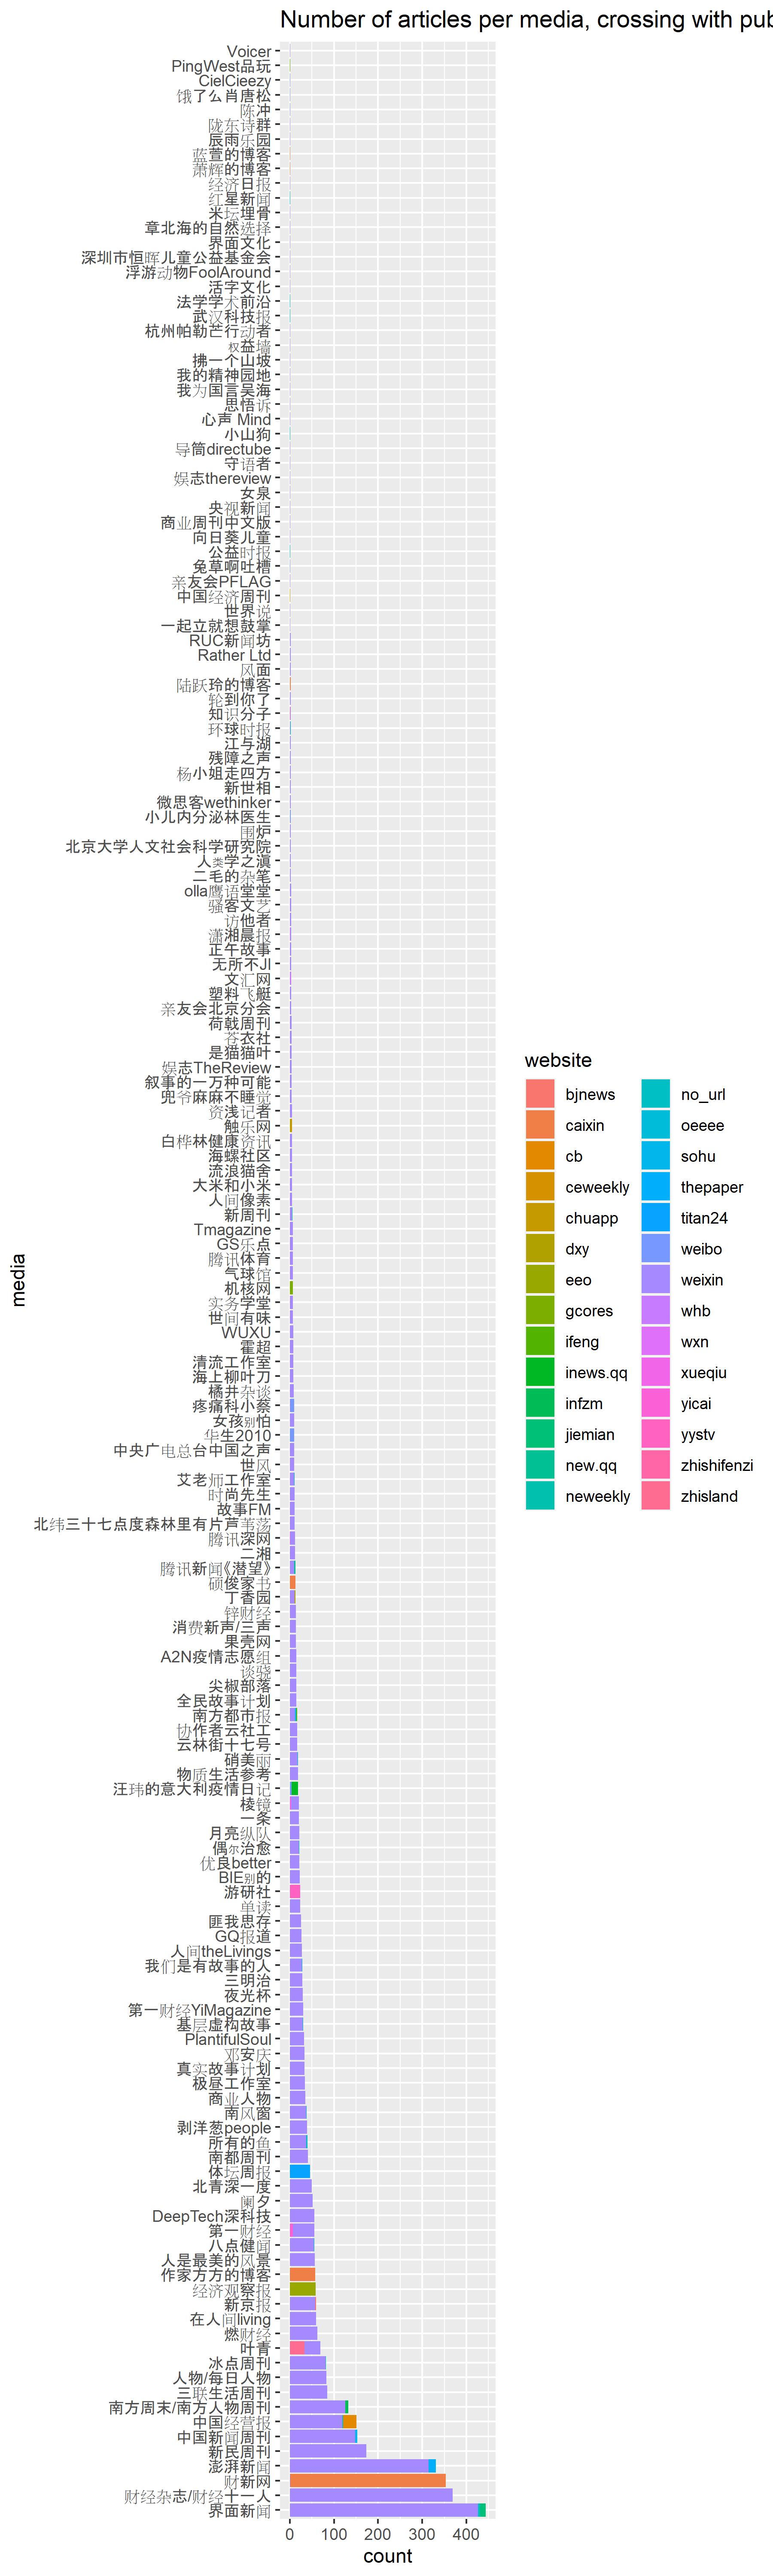 Number of articles per media, crossing with pub
Voicer
PingWest品玩
CielCieezy
饿了么肖唐松
陈冲
陇东诗群
辰雨乐园
蓝萱的博客
萧辉的博客
经济日报
红星新闻
米坛埋骨
章北海的自然选择
界面文化
深圳市恒晖儿童公益基金会
浮游动物FoolAround
活字文化
法学学术前沿
武汉科技报
杭州帕勒芒行动者
权益墙
拂一个山坡
我的精神园地
我为国言吴海
思悟诉
心声 Mind
小山狗
导筒directube
守语者
娱志thereview
女泉
央视新闻
商业周刊中文版
向日葵儿童
公益时报
兔草啊吐槽
亲友会PFLAG
中国经济周刊
世界说
一起立就想鼓掌
RUC新闻坊
Rather Ltd
风面
陆跃玲的博客
轮到你了
知识分子
环球时报
江与湖
残障之声
杨小姐走四方
新世相
微思客wethinker
小儿内分泌林医生
围炉
北京大学人文社会科学研究院
人类学之滇
二毛的杂笔
olla鹰语堂堂
骚客文艺
访他者
潇湘晨报
正午故事
无所不JI
文汇网
塑料飞艇
亲友会北京分会
荷戟周刊
苍衣社
是猫猫叶
娱志TheReview
叙事的一万种可能
兜爷麻麻不睡觉
资浅记者
触乐网
白桦林健康资讯
海螺社区
流浪猫舍
大米和小米
人间像素
新周刊
Tmagazine
GS乐点
腾讯体育
气球馆
机核网
实务学堂
世间有味
WUXU
霍超
清流工作室
海上柳叶刀
橘井杂谈
疼痛科小蔡
女孩别怕
华生2010
中央广电总台中国之声
世风
艾老师工作室
时尚先生
故事FM
北纬三十七点度森林里有片芦苇荡
腾讯深网
二湘
腾讯新闻《潜望》
硕俊家书
丁香园
锌财经
消费新声/三声
果壳网
A2N疫情志愿组
谈骁
尖椒部落
全民故事计划
南方都市报
协作者云社工
云林街十七号
硝美丽
物质生活参考
汪玮的意大利疫情日记
棱镜
一条
月亮纵队
偶尔治愈
优良better
BIE别的
游研社
单读
匪我思存
GQ报道
人间theLivings
我们是有故事的人
三明治
夜光杯
第一财经YiMagazine
基层虚构故事
PlantifulSoul
邓安庆
真实故事计划
极昼工作室
商业人物
南风窗
剥洋葱people
所有的鱼
南都周刊
体坛周报
北青深一度
阑夕
DeepTech深科技
第一财经
八点健闻
人是最美的风景
作家方方的博客
经济观察报
新京报
在人间living
燃财经
叶青
冰点周刊
人物/每日人物
三联生活周刊
南方周末/南方人物周刊
中国经营报
中国新闻周刊
新民周刊
澎湃新闻
财新网
财经杂志/财经十一人
界面新闻
0 100 200 300 400
count
media
website
bjnews
caixin
cb
ceweekly
chuapp
dxy
eeo
gcores
ifeng
inews.qq
infzm
jiemian
new.qq
neweekly
no_url
oeeee
sohu
thepaper
titan24
weibo
weixin
whb
wxn
xueqiu
yicai
yystv
zhishifenzi
zhisland